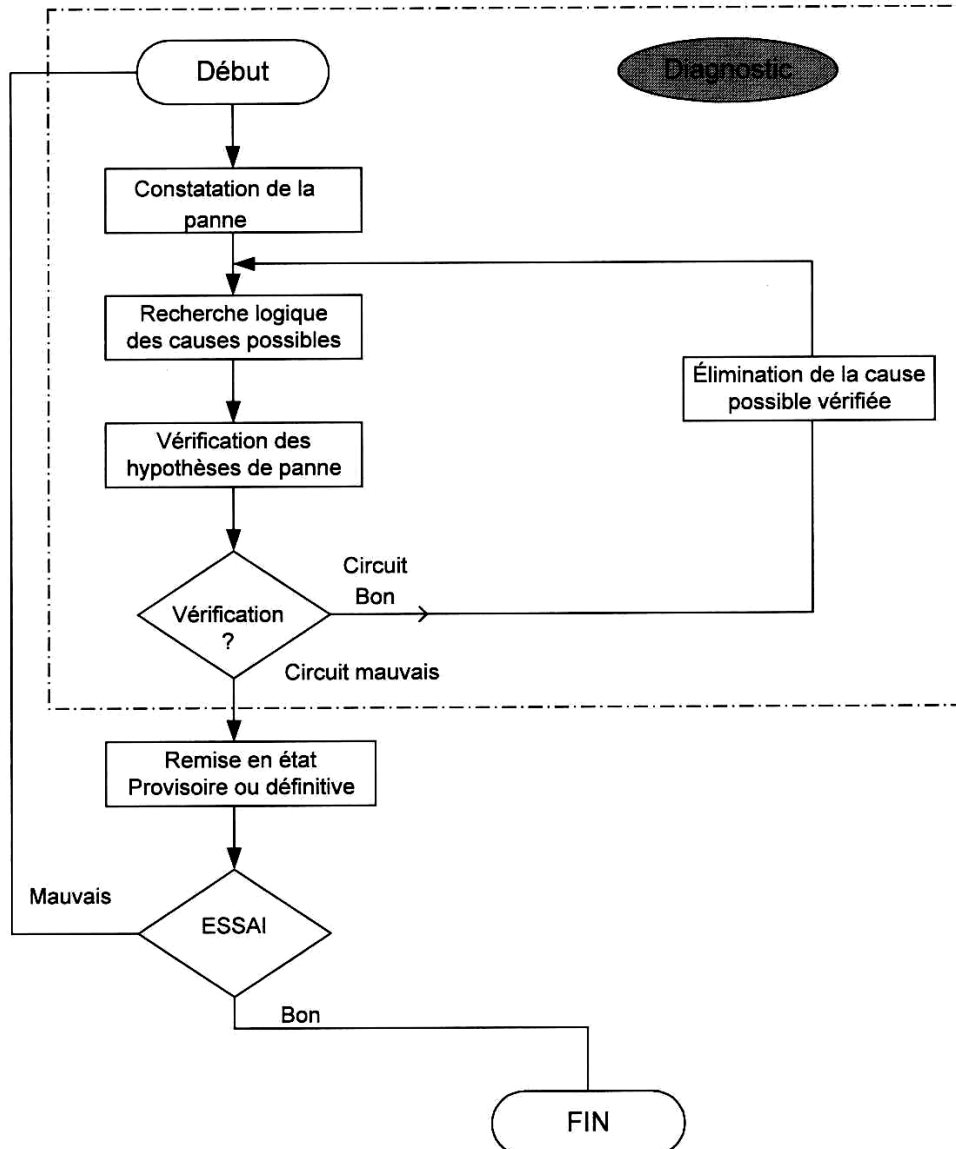 Début
Diagnostic
Constatation de la
panne
Recherche logique
des causes possibles
Élimination de la cause
possible vérifiée
Vérification des
hypothèses de panne
Circuit
Bon
Vérification
?
Circuit mauvais
Remise en état
Provisoire ou définitive
Mauvais
ESSAI
Bon
FIN